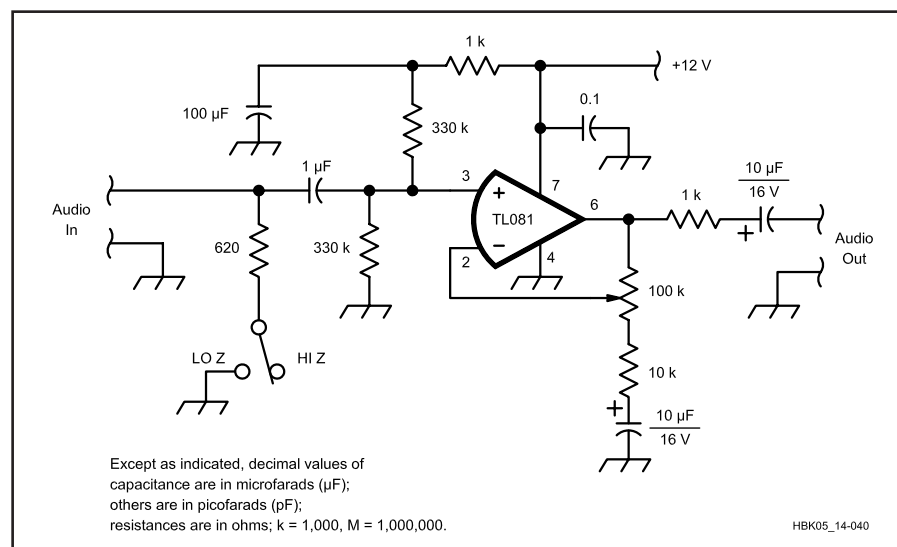 1 k
+12 V
100 µF
330 k
0.1
1 µF
3
7
+
TL081
6
10 µF
16 V
1 k
+
Audio
In
620
330 k
−
2
4
Audio
Out
100 k
LO Z
HI Z
10 k
+
10 µF
16 V
Except as indicated, decimal values of
capacitance are in microfarads (µF);
others are in picofarads (pF);
resistances are in ohms; k = 1,000, M = 1,000,000.
HBK05_14-040